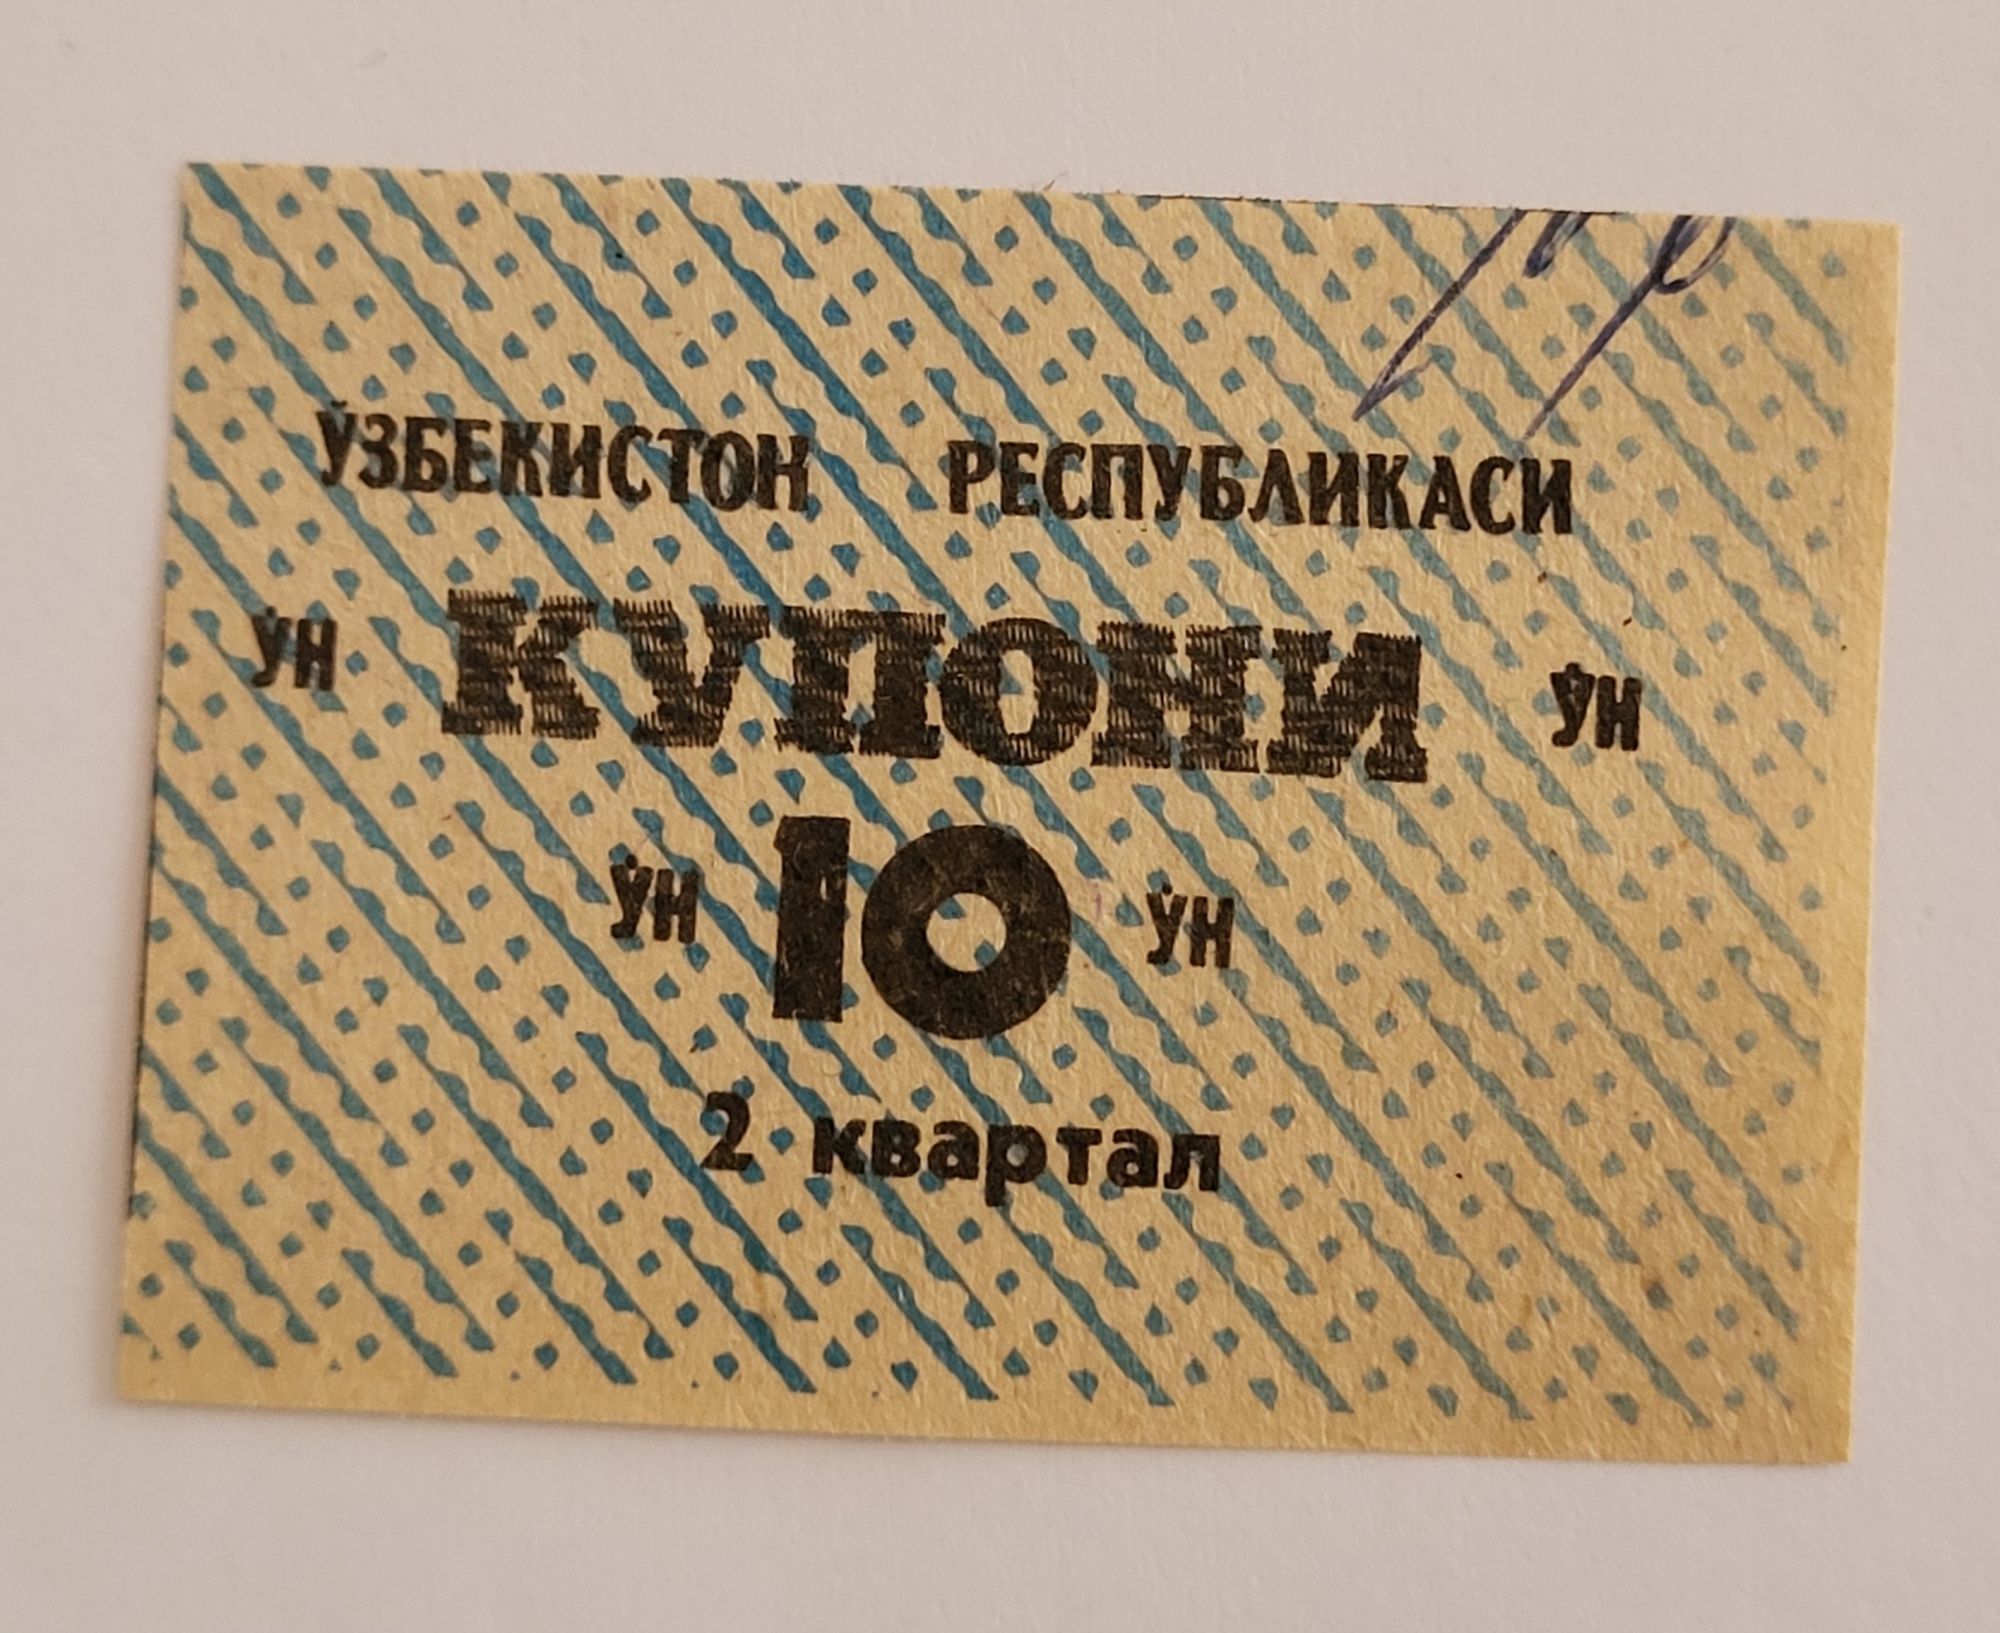 ЎЗБЕКИСТОН РЕСПУБЛИКАСИ
ЎН КУПОНИ ЎН
ЎН 10 ЎН
2 квартал